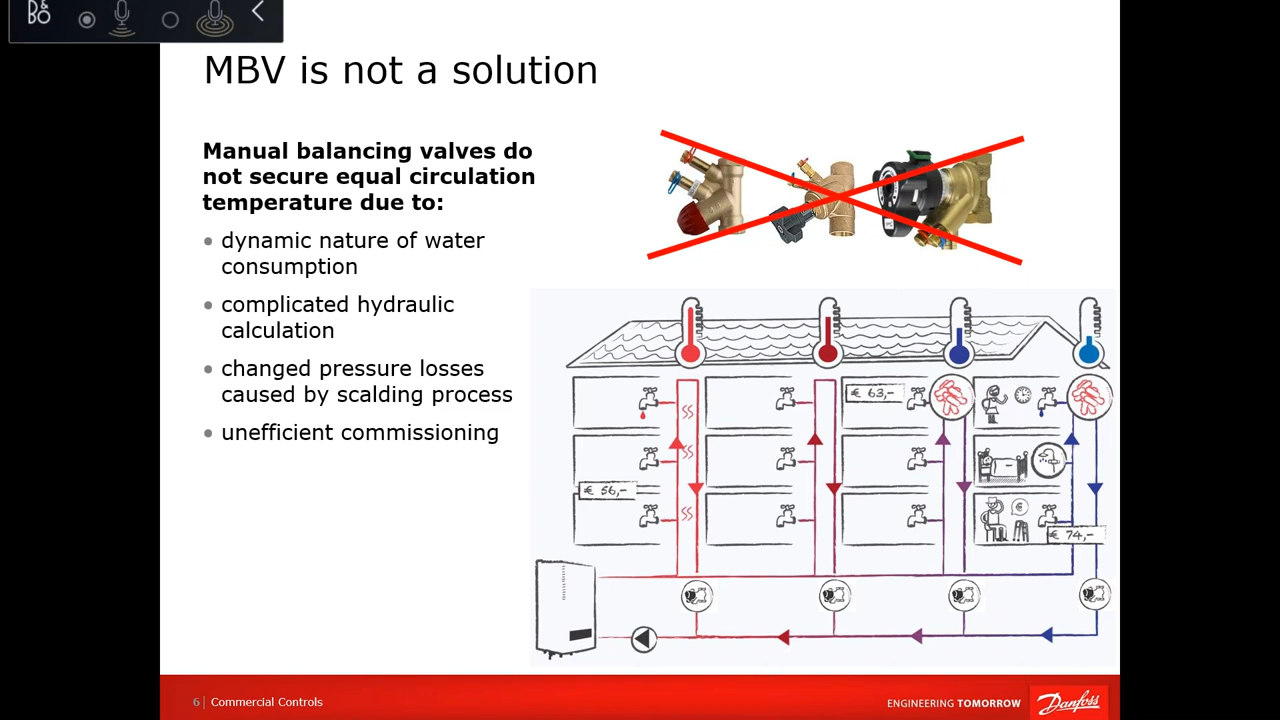 MBV is not a solution
Manual balancing valves do
not secure equal circulation
temperature due to:
dynamic nature of water
consumption
complicated hydraulic
calculation
changed pressure losses
caused by scalding process
unefficient commissioning
€ 63,-
€ 56,-
€
€ 74,-
6 | Commercial Controls
ENGINEERING TOMORROW
Danfoss